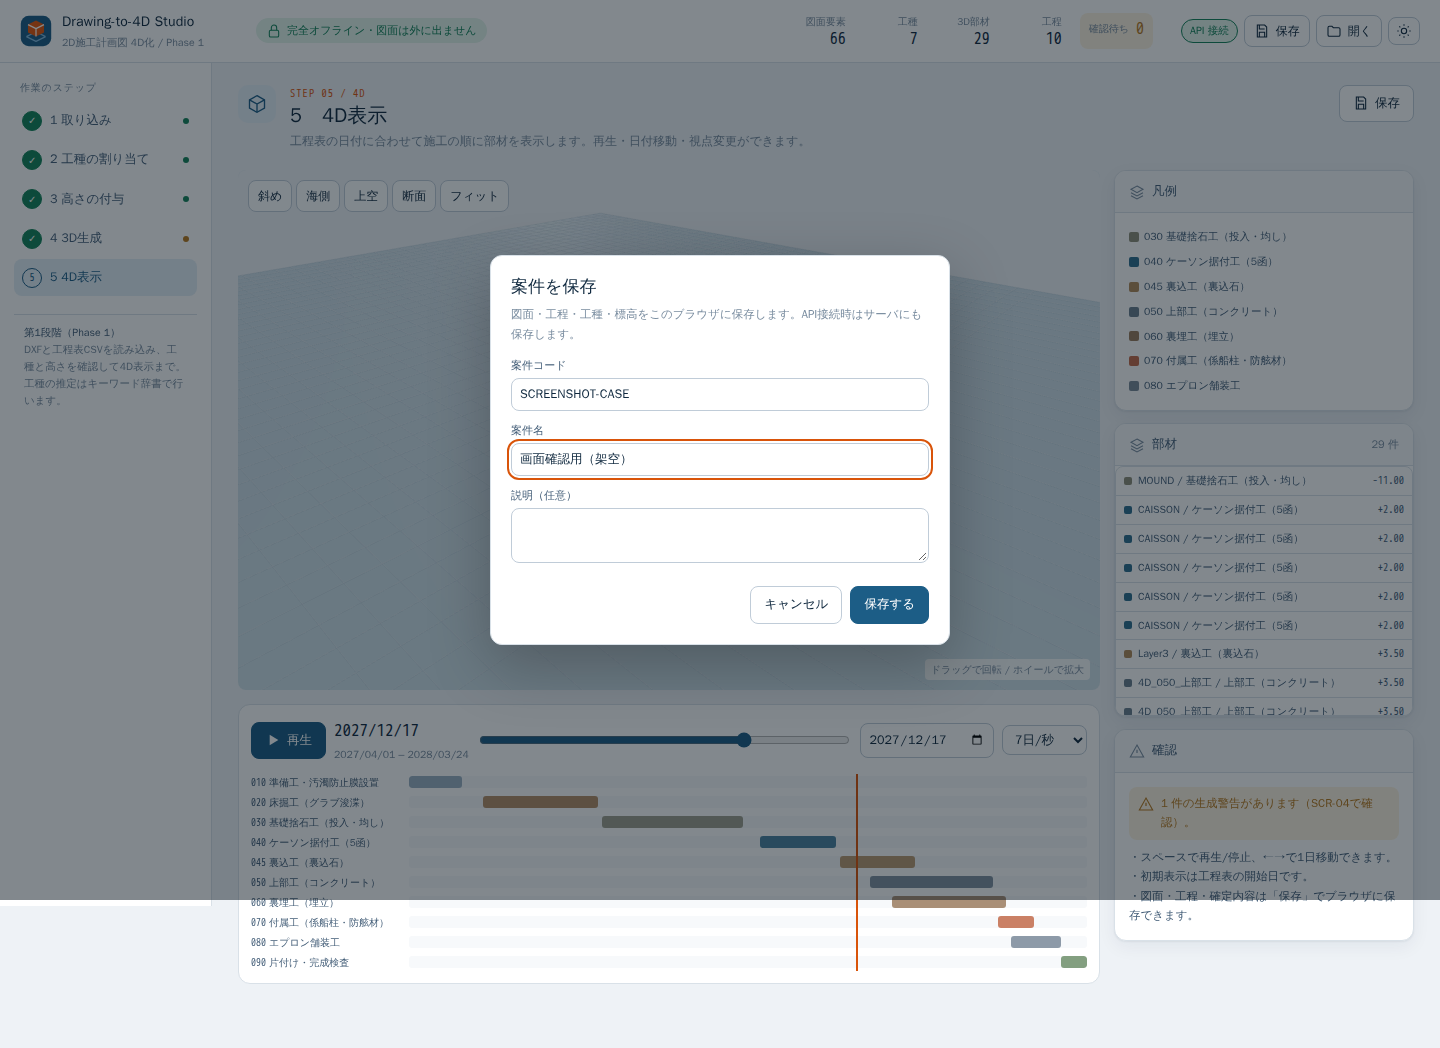 Drawing-to-4D Studio
2D施工計画図 4D化 / Phase 1
完全オフライン・図面は外に出ません
図面要素
66
工種
7
3D部材
29
工程
10
確認待ち 0
API 接続
保存
開く
作業のステップ
✓ 1 取り込み
✓ 2 工種の割り当て
✓ 3 高さの付与
✓ 4 3D生成
5 5 4D表示
第1段階（Phase 1）
DXFと工程表CSVを読み込み、工
種と高さを確認して4D表示まで。
工種の推定はキーワード辞書で行
います。
STEP 05 / 4D
5 4D表示
工程表の日付に合わせて施工の順に部材を表示します。再生・日付移動・視点変更ができます。
保存
斜め
海側
上空
断面
フィット
案件を保存
図面・工程・工種・標高をこのブラウザに保存します。API接続時はサーバにも
保存します。
案件コード
SCREENSHOT-CASE
案件名
画面確認用（架空）
説明（任意）
キャンセル
保存する
ドラッグで回転 / ホイールで拡大
再生
2027/12/17
2027/04/01 – 2028/03/24
2027/12/17
7日/秒
010 準備工・汚濁防止膜設置
020 床掘工（グラブ浚渫）
030 基礎捨石工（投入・均し）
040 ケーソン据付工（5函）
045 裏込工（裏込石）
050 上部工（コンクリート）
060 裏埋工（埋立）
070 付属工（係船柱・防舷材）
080 エプロン舗装工
090 片付け・完成検査
凡例
030 基礎捨石工（投入・均し）
040 ケーソン据付工（5函）
045 裏込工（裏込石）
050 上部工（コンクリート）
060 裏埋工（埋立）
070 付属工（係船柱・防舷材）
080 エプロン舗装工
部材
29 件
MOUND / 基礎捨石工（投入・均し） -11.00
CAISSON / ケーソン据付工（5函） +2.00
CAISSON / ケーソン据付工（5函） +2.00
CAISSON / ケーソン据付工（5函） +2.00
CAISSON / ケーソン据付工（5函） +2.00
CAISSON / ケーソン据付工（5函） +2.00
Layer3 / 裏込工（裏込石） +3.50
4D_050_上部工 / 上部工（コンクリート） +3.50
4D_050_上部工 / 上部工（コンクリート） +3.50
確認
1 件の生成警告があります（SCR-04で確
認）。
・スペースで再生/停止、←→で1日移動できます。
・初期表示は工程表の開始日です。
・図面・工程・確定内容は「保存」でブラウザに保
存できます。